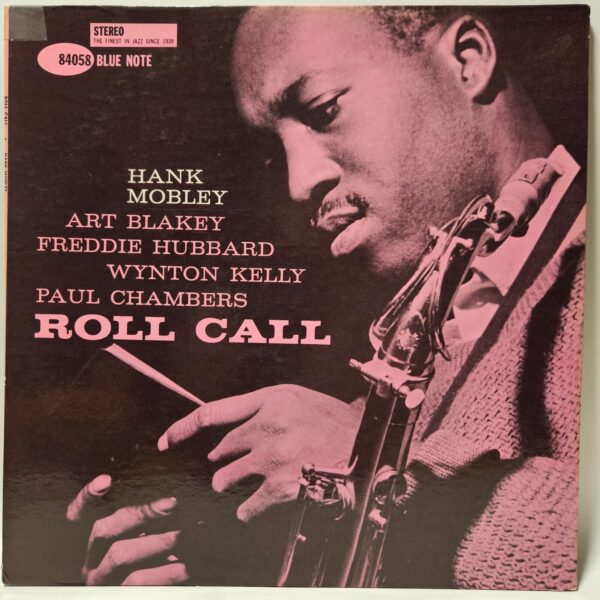 STEREO
THE FINEST IN JAZZ SINCE 1939
84058 BLUE NOTE
HANK
MOBLEY
ART BLAKEY
FREDDIE HUBBARD
WYNTON KELLY
PAUL CHAMBERS
ROLL CALL